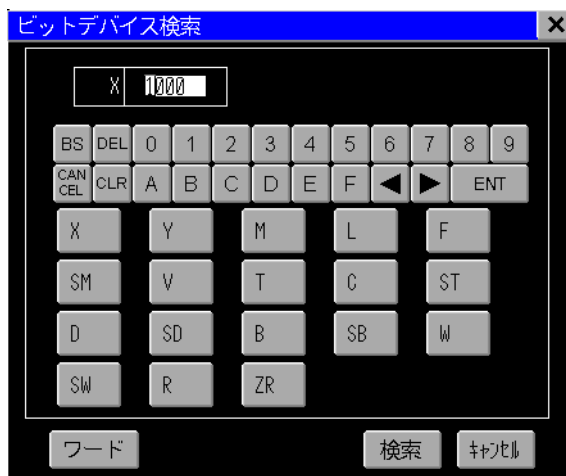 ビットデバイス検索 ×
X 1000
BS DEL 0 1 2 3 4 5 6 7 8 9
CAN CEL CLR A B C D E F ◀ ▶ ENT
X Y M L F
SM V T C ST
D SD B SB W
SW R ZR
ワード 検索 ｷｬﾝｾﾙ